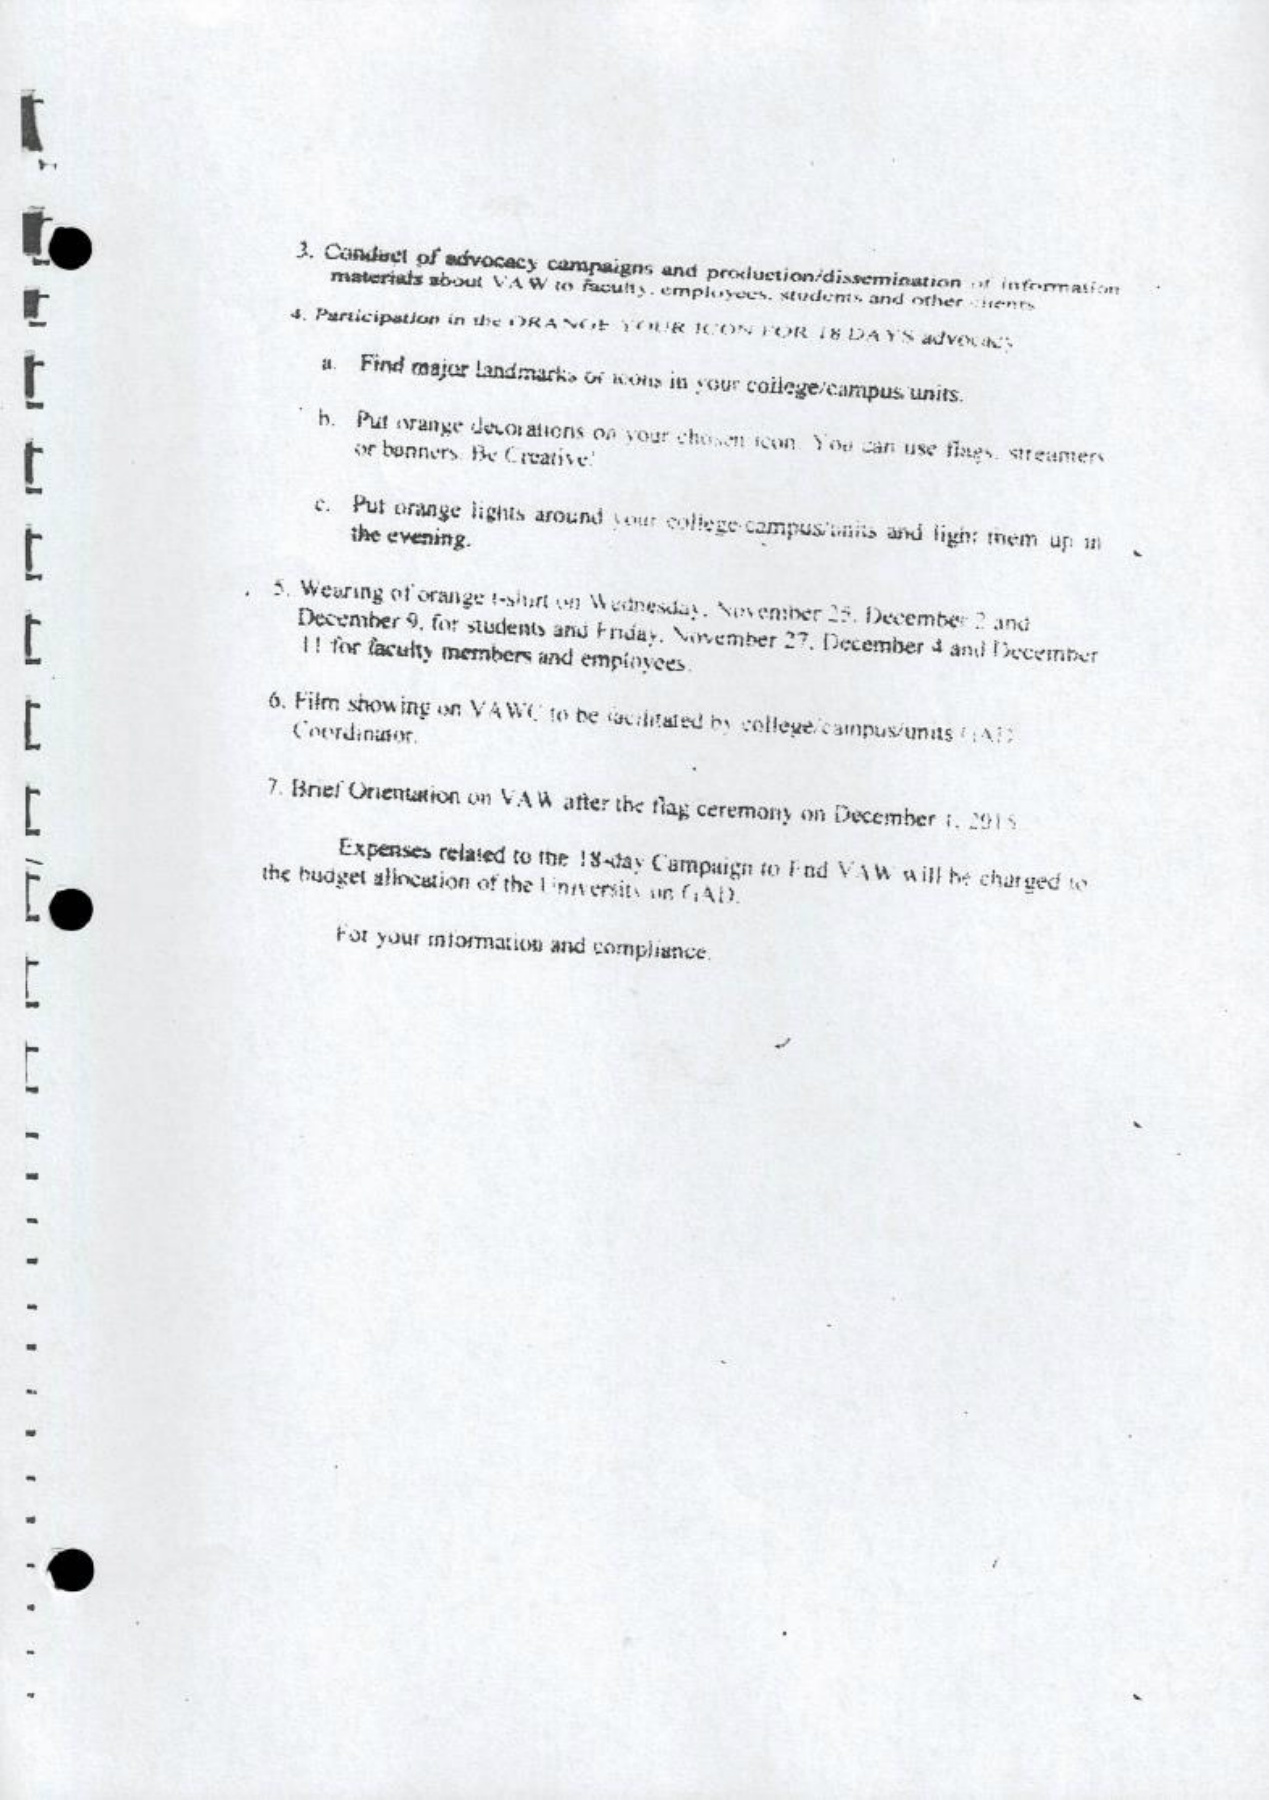 3. Conduct of advocacy campaigns and production/dissemination of information
materials about VAW to faculty, employees, students and other clients
4. Participation in the ORANGE YOUR ICON FOR 18 DAYS advocacy
a. Find major landmarks or icons in your college/campus/units.
b. Put orange decorations on your chosen icon. You can use flags, streamers
or banners. Be Creative!
c. Put orange lights around your college/campus/units and light them up in
the evening.
5. Wearing of orange t-shirt on Wednesday, November 25, December 2 and
December 9, for students and Friday, November 27, December 4 and December
11 for faculty members and employees.
6. Film showing on VAWC to be facilitated by college/campus/units GAD
Coordinator.
7. Brief Orientation on VAW after the flag ceremony on December 1, 2015
Expenses related to the 18-day Campaign to End VAW will be charged to
the budget allocation of the University on GAD.
For your information and compliance.